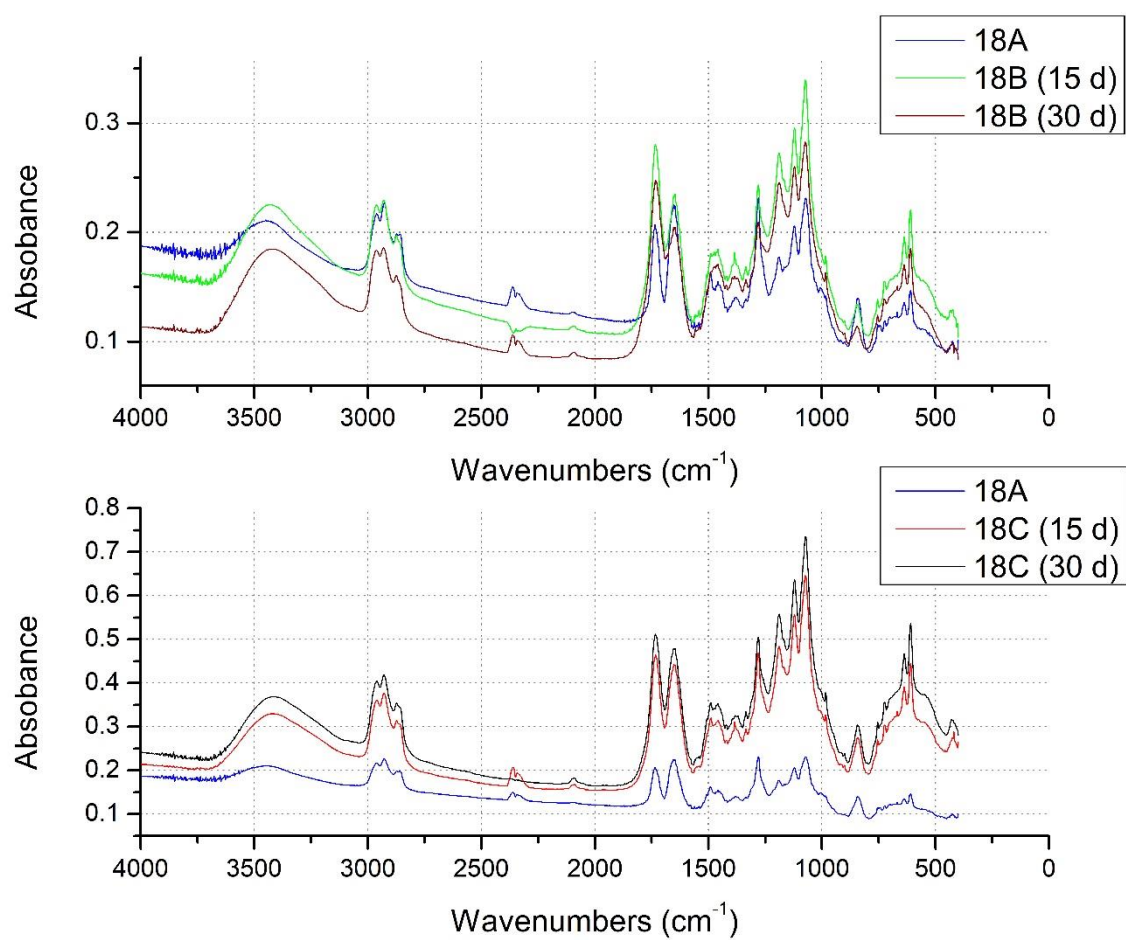 18A
18B (15 d)
18B (30 d)
Absobance
0.3
0.2
0.1
4000 3500 3000 2500 2000 1500 1000 500 0
Wavenumbers (cm⁻¹)
18A
18C (15 d)
18C (30 d)
Absobance
0.8
0.7
0.6
0.5
0.4
0.3
0.2
0.1
4000 3500 3000 2500 2000 1500 1000 500 0
Wavenumbers (cm⁻¹)